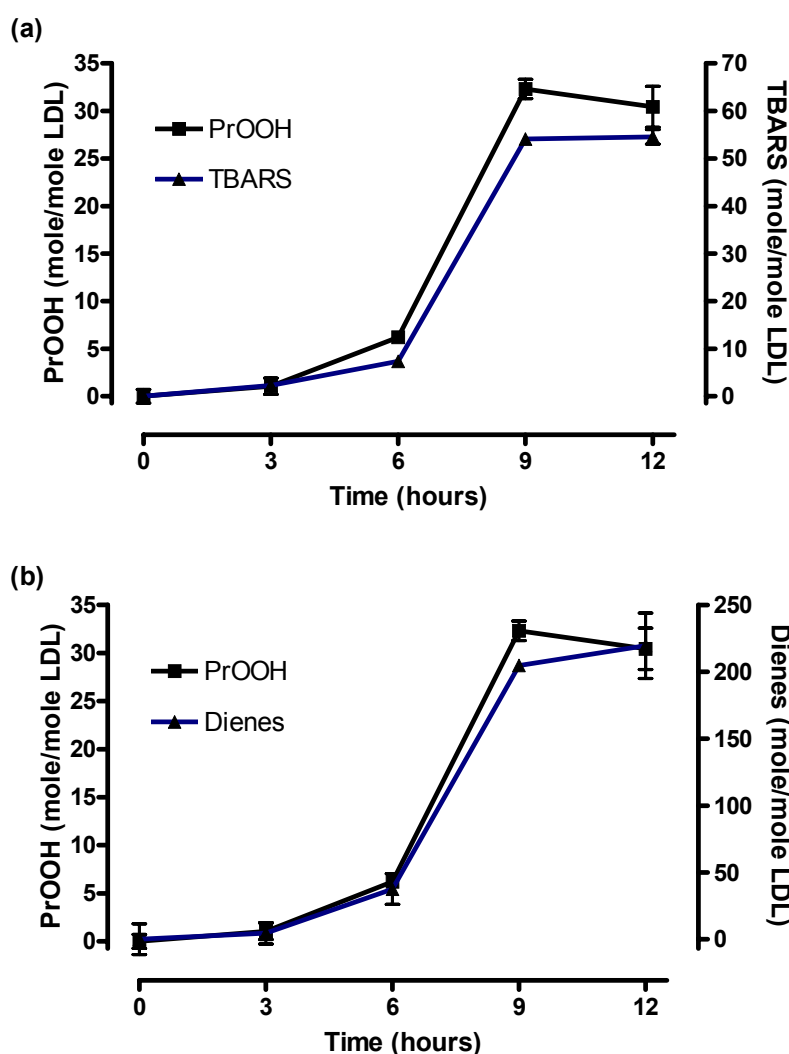 (a)
PrOOH (mole/mole LDL)
35
30
25
20
15
10
5
0
PrOOH
TBARS
70
60
50
40
30
20
10
0
TBARS (mole/mole LDL)
0 3 6 9 12
Time (hours)
(b)
PrOOH (mole/mole LDL)
35
30
25
20
15
10
5
0
PrOOH
Dienes
250
200
150
100
50
0
Dienes (mole/mole LDL)
0 3 6 9 12
Time (hours)